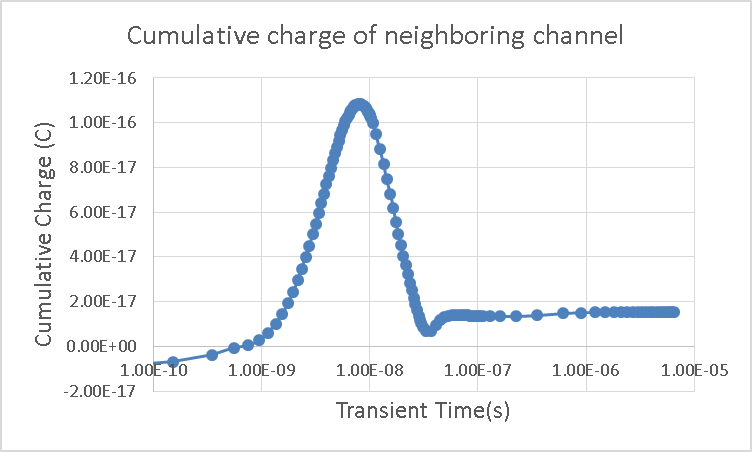 Cumulative charge of neighboring channel
Cumulative Charge (C)
1.20E-16
1.00E-16
8.00E-17
6.00E-17
4.00E-17
2.00E-17
0.00E+00
-2.00E-17
1.00E-10 1.00E-09 1.00E-08 1.00E-07 1.00E-06 1.00E-05
Transient Time(s)